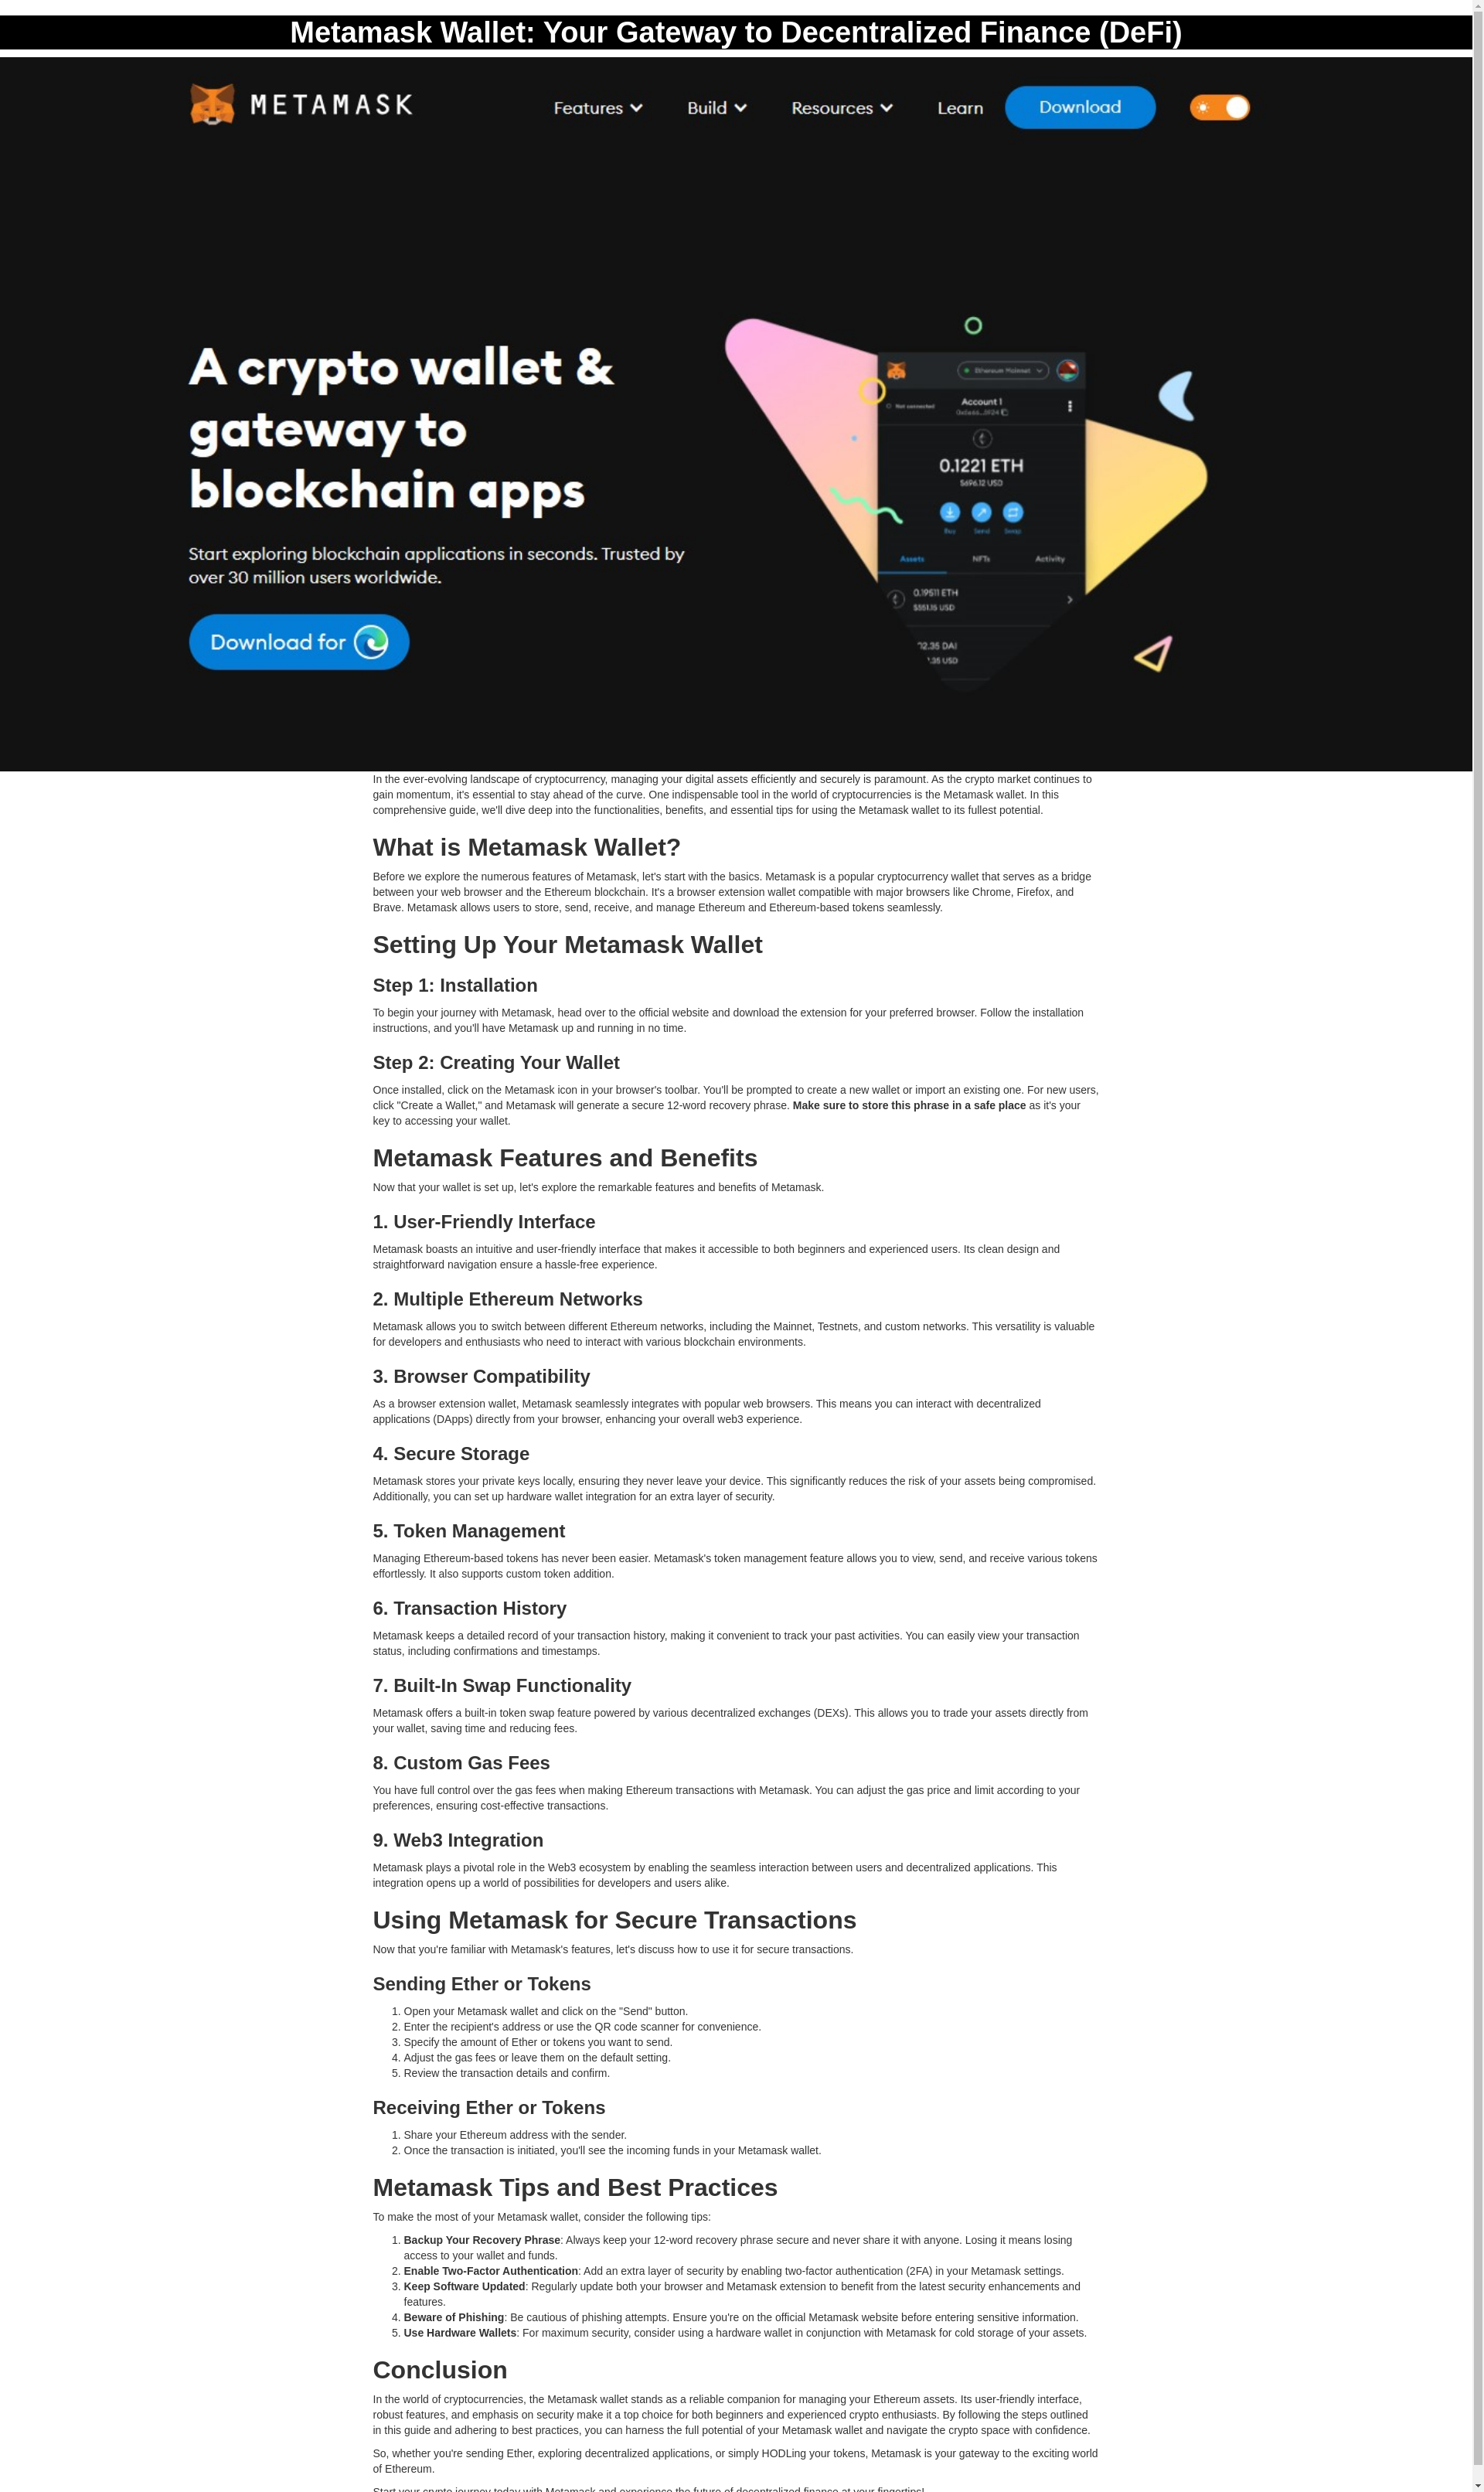 Metamask Wallet: Your Gateway to Decentralized Finance (DeFi)
METAMASK
Features
Build
Resources
Learn
Download
A crypto wallet &
gateway to
blockchain apps
Start exploring blockchain applications in seconds. Trusted by
over 30 million users worldwide.
Download for
Ethereum Mainnet
Not connected
Account 1
0.1221 ETH
$696.12 USD
Buy
Send
Swap
Assets
NFTs
Activity
0.19511 ETH
$551.15 USD
02.35 DAI
1.35 USD
In the ever-evolving landscape of cryptocurrency, managing your digital assets efficiently and securely is paramount. As the crypto market continues to
gain momentum, it's essential to stay ahead of the curve. One indispensable tool in the world of cryptocurrencies is the Metamask wallet. In this
comprehensive guide, we'll dive deep into the functionalities, benefits, and essential tips for using the Metamask wallet to its fullest potential.
What is Metamask Wallet?
Before we explore the numerous features of Metamask, let's start with the basics. Metamask is a popular cryptocurrency wallet that serves as a bridge
between your web browser and the Ethereum blockchain. It's a browser extension wallet compatible with major browsers like Chrome, Firefox, and
Brave. Metamask allows users to store, send, receive, and manage Ethereum and Ethereum-based tokens seamlessly.
Setting Up Your Metamask Wallet
Step 1: Installation
To begin your journey with Metamask, head over to the official website and download the extension for your preferred browser. Follow the installation
instructions, and you'll have Metamask up and running in no time.
Step 2: Creating Your Wallet
Once installed, click on the Metamask icon in your browser's toolbar. You'll be prompted to create a new wallet or import an existing one. For new users,
click "Create a Wallet," and Metamask will generate a secure 12-word recovery phrase. Make sure to store this phrase in a safe place as it's your
key to accessing your wallet.
Metamask Features and Benefits
Now that your wallet is set up, let's explore the remarkable features and benefits of Metamask.
1. User-Friendly Interface
Metamask boasts an intuitive and user-friendly interface that makes it accessible to both beginners and experienced users. Its clean design and
straightforward navigation ensure a hassle-free experience.
2. Multiple Ethereum Networks
Metamask allows you to switch between different Ethereum networks, including the Mainnet, Testnets, and custom networks. This versatility is valuable
for developers and enthusiasts who need to interact with various blockchain environments.
3. Browser Compatibility
As a browser extension wallet, Metamask seamlessly integrates with popular web browsers. This means you can interact with decentralized
applications (DApps) directly from your browser, enhancing your overall web3 experience.
4. Secure Storage
Metamask stores your private keys locally, ensuring they never leave your device. This significantly reduces the risk of your assets being compromised.
Additionally, you can set up hardware wallet integration for an extra layer of security.
5. Token Management
Managing Ethereum-based tokens has never been easier. Metamask's token management feature allows you to view, send, and receive various tokens
effortlessly. It also supports custom token addition.
6. Transaction History
Metamask keeps a detailed record of your transaction history, making it convenient to track your past activities. You can easily view your transaction
status, including confirmations and timestamps.
7. Built-In Swap Functionality
Metamask offers a built-in token swap feature powered by various decentralized exchanges (DEXs). This allows you to trade your assets directly from
your wallet, saving time and reducing fees.
8. Custom Gas Fees
You have full control over the gas fees when making Ethereum transactions with Metamask. You can adjust the gas price and limit according to your
preferences, ensuring cost-effective transactions.
9. Web3 Integration
Metamask plays a pivotal role in the Web3 ecosystem by enabling the seamless interaction between users and decentralized applications. This
integration opens up a world of possibilities for developers and users alike.
Using Metamask for Secure Transactions
Now that you're familiar with Metamask's features, let's discuss how to use it for secure transactions.
Sending Ether or Tokens
1. Open your Metamask wallet and click on the "Send" button.
2. Enter the recipient's address or use the QR code scanner for convenience.
3. Specify the amount of Ether or tokens you want to send.
4. Adjust the gas fees or leave them on the default setting.
5. Review the transaction details and confirm.
Receiving Ether or Tokens
1. Share your Ethereum address with the sender.
2. Once the transaction is initiated, you'll see the incoming funds in your Metamask wallet.
Metamask Tips and Best Practices
To make the most of your Metamask wallet, consider the following tips:
1. Backup Your Recovery Phrase: Always keep your 12-word recovery phrase secure and never share it with anyone. Losing it means losing
access to your wallet and funds.
2. Enable Two-Factor Authentication: Add an extra layer of security by enabling two-factor authentication (2FA) in your Metamask settings.
3. Keep Software Updated: Regularly update both your browser and Metamask extension to benefit from the latest security enhancements and
features.
4. Beware of Phishing: Be cautious of phishing attempts. Ensure you're on the official Metamask website before entering sensitive information.
5. Use Hardware Wallets: For maximum security, consider using a hardware wallet in conjunction with Metamask for cold storage of your assets.
Conclusion
In the world of cryptocurrencies, the Metamask wallet stands as a reliable companion for managing your Ethereum assets. Its user-friendly interface,
robust features, and emphasis on security make it a top choice for both beginners and experienced crypto enthusiasts. By following the steps outlined
in this guide and adhering to best practices, you can harness the full potential of your Metamask wallet and navigate the crypto space with confidence.
So, whether you're sending Ether, exploring decentralized applications, or simply HODLing your tokens, Metamask is your gateway to the exciting world
of Ethereum.
Start your crypto journey today with Metamask and experience the future of decentralized finance at your fingertips!